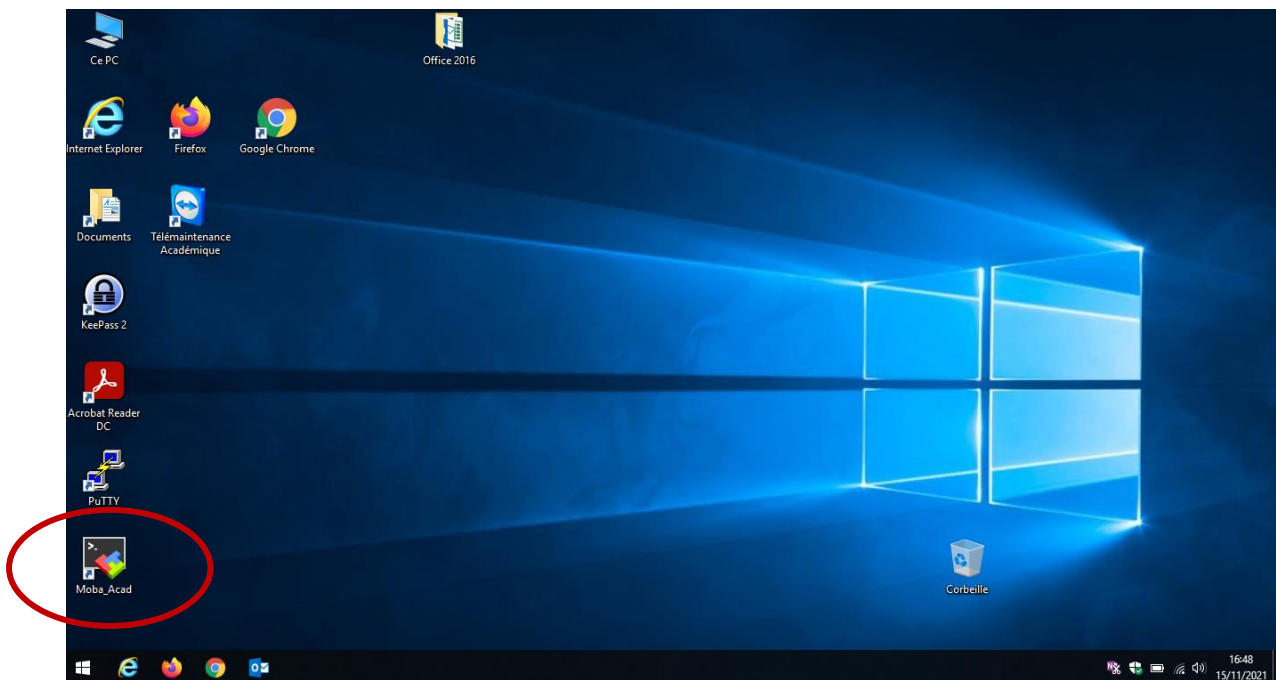 Ce PC
Office 2016
Internet Explorer
Firefox
Google Chrome
Documents
Télémaintenance
Académique
KeePass 2
Acrobat Reader
DC
PuTTY
>.
Moba_Acad
Corbeille
16:48
15/11/2021